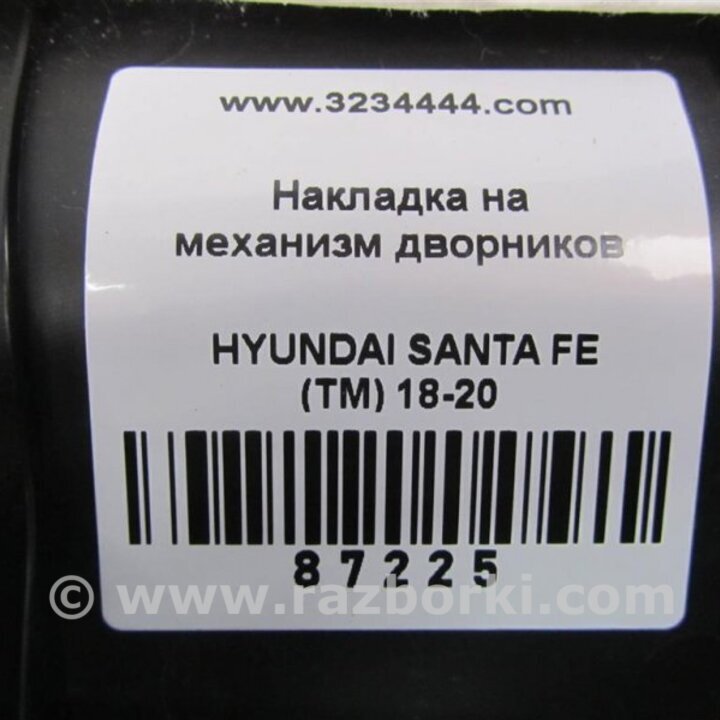 www.3234444.com
Накладка на
механизм дворников
HYUNDAI SANTA FE
(TM) 18-20
87225
© www.razborki.com